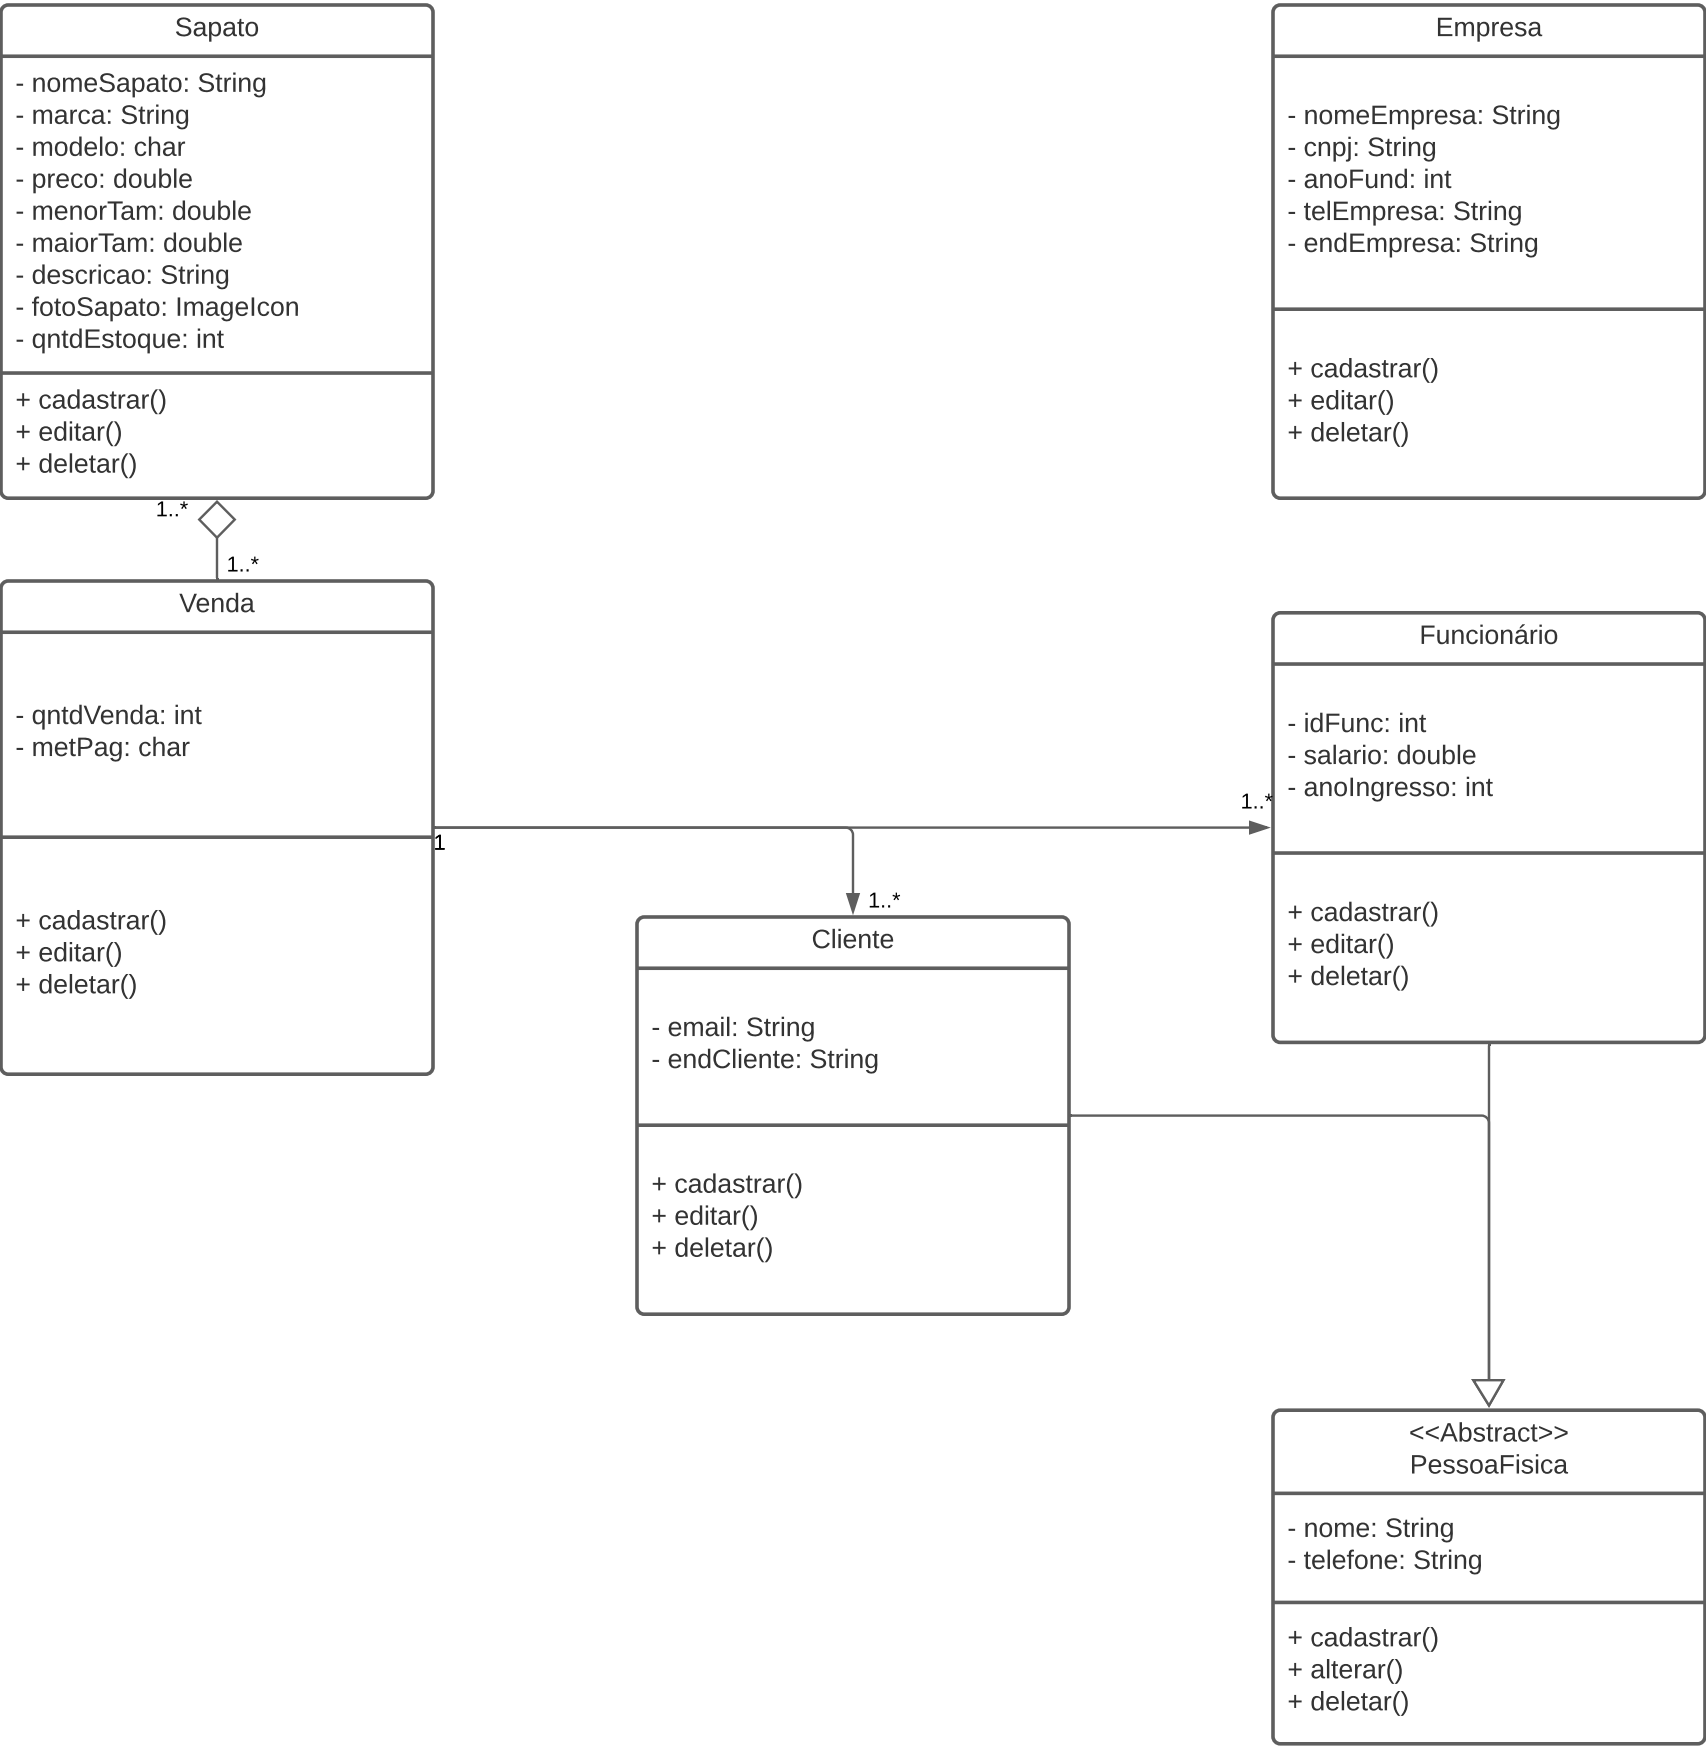 Sapato
- nomeSapato: String
- marca: String
- modelo: char
- preco: double
- menorTam: double
- maiorTam: double
- descricao: String
- fotoSapato: ImageIcon
- qntdEstoque: int
+ cadastrar()
+ editar()
+ deletar()
Empresa
- nomeEmpresa: String
- cnpj: String
- anoFund: int
- telEmpresa: String
- endEmpresa: String
+ cadastrar()
+ editar()
+ deletar()
1..*
1..*
Venda
- qntdVenda: int
- metPag: char
+ cadastrar()
+ editar()
+ deletar()
1
1..*
1..*
Funcionário
- idFunc: int
- salario: double
- anoIngresso: int
+ cadastrar()
+ editar()
+ deletar()
Cliente
- email: String
- endCliente: String
+ cadastrar()
+ editar()
+ deletar()
<<Abstract>>
PessoaFisica
- nome: String
- telefone: String
+ cadastrar()
+ alterar()
+ deletar()